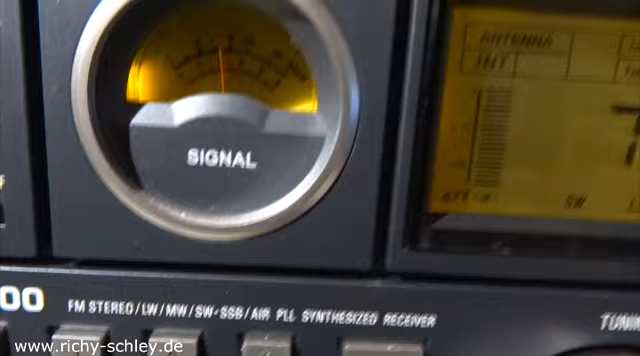 ANTENNA
INT
SIGNAL
ATT
SW
00
FM STEREO/LW/MW/SW-SSB/AIR PLL SYNTHESIZED RECEIVER
TUNIN
www.richy-schley.de